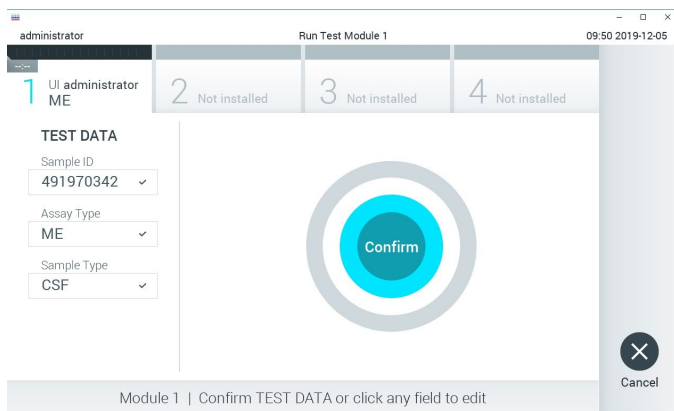 administrator
Run Test Module 1
09:50 2019-12-05
--:--
1 UI administrator
ME
2 Not installed
3 Not installed
4 Not installed
TEST DATA
Sample ID
491970342
Assay Type
ME
Sample Type
CSF
Confirm
Cancel
Module 1 | Confirm TEST DATA or click any field to edit